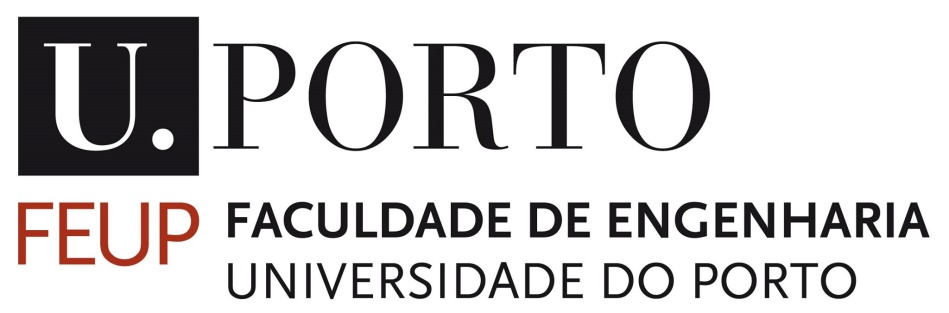 U. PORTO
FEUP FACULDADE DE ENGENHARIA
UNIVERSIDADE DO PORTO